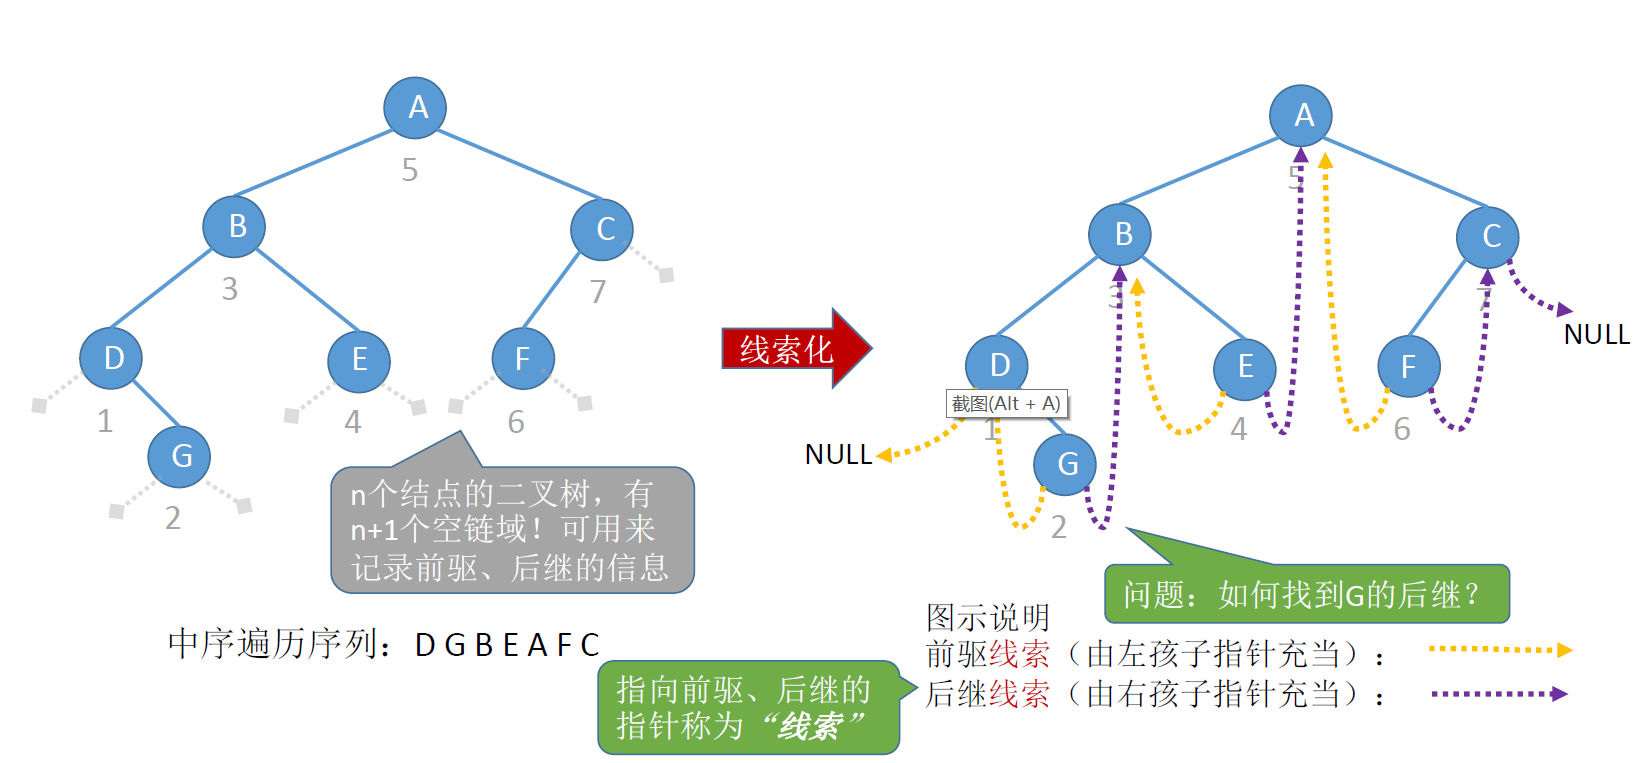 A
5
B
C
3
7
D
E
F
1
4
6
G
2
n个结点的二叉树，有
n+1个空链域！可用来
记录前驱、后继的信息
中序遍历序列：D G B E A F C
线索化
A
5
B
C
3
7
NULL
D
E
F
截图(Alt + A)
1
4
6
NULL
G
2
问题：如何找到G的后继？
图示说明
前驱线索（由左孩子指针充当）：
后继线索（由右孩子指针充当）：
指向前驱、后继的
指针称为“线索”